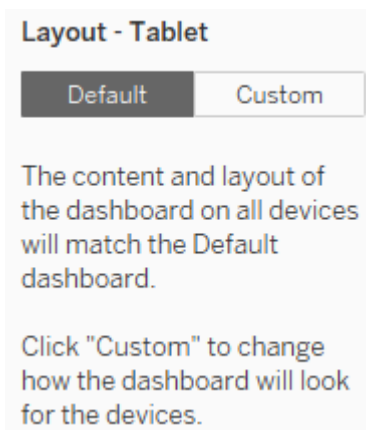 Layout - Tablet
Default Custom
The content and layout of
the dashboard on all devices
will match the Default
dashboard.
Click "Custom" to change
how the dashboard will look
for the devices.